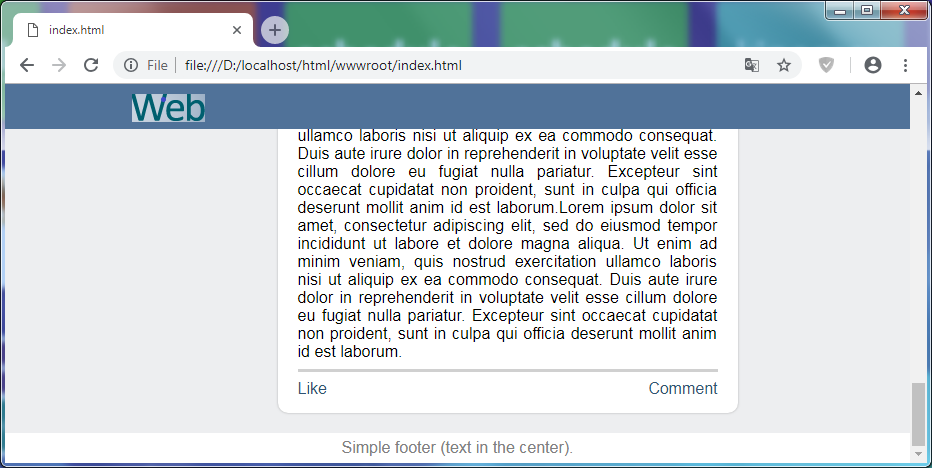 index.html
File file:///D:/localhost/html/wwwroot/index.html
Web
ullamco laboris nisi ut aliquip ex ea commodo consequat.
Duis aute irure dolor in reprehenderit in voluptate velit esse
cillum dolore eu fugiat nulla pariatur. Excepteur sint
occaecat cupidatat non proident, sunt in culpa qui officia
deserunt mollit anim id est laborum.Lorem ipsum dolor sit
amet, consectetur adipiscing elit, sed do eiusmod tempor
incididunt ut labore et dolore magna aliqua. Ut enim ad
minim veniam, quis nostrud exercitation ullamco laboris
nisi ut aliquip ex ea commodo consequat. Duis aute irure
dolor in reprehenderit in voluptate velit esse cillum dolore
eu fugiat nulla pariatur. Excepteur sint occaecat cupidatat
non proident, sunt in culpa qui officia deserunt mollit anim
id est laborum.
Like Comment
Simple footer (text in the center).